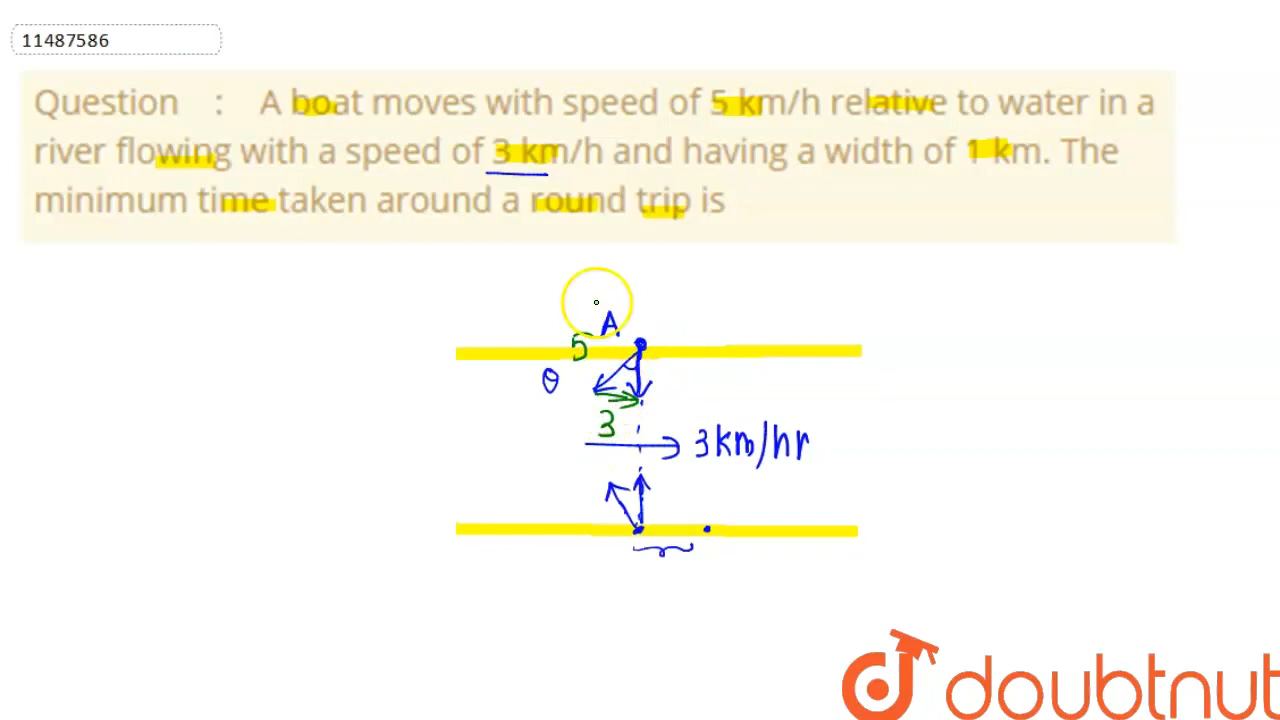 11487586
Question : A boat moves with speed of 5 km/h relative to water in a
river flowing with a speed of 3 km/h and having a width of 1 km. The
minimum time taken around a round trip is
A
5
θ
3
3km/hr
doubtnut